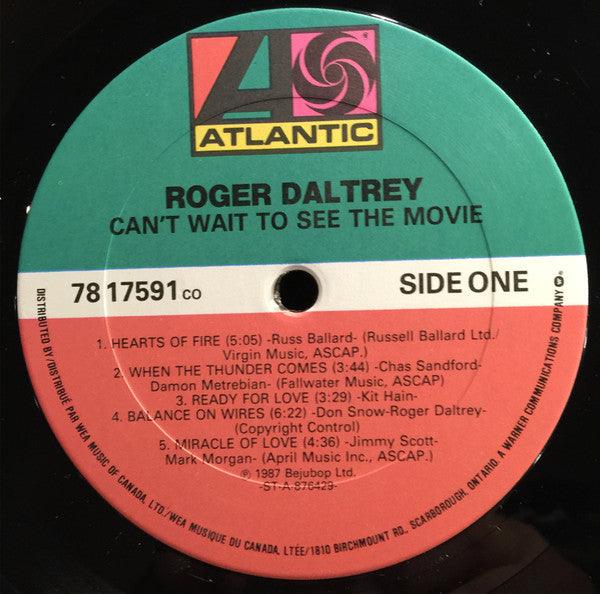 ATLANTIC
®
ROGER DALTREY
CAN'T WAIT TO SEE THE MOVIE
78 17591 CO
SIDE ONE
1. HEARTS OF FIRE (5:05) -Russ Ballard- (Russell Ballard Ltd./
Virgin Music, ASCAP.)
2. WHEN THE THUNDER COMES (3:44) -Chas Sandford-
Damon Metrebian- (Fallwater Music, ASCAP)
3. READY FOR LOVE (3:29) -Kit Hain-
4. BALANCE ON WIRES (6:22) -Don Snow-Roger Daltrey-
(Copyright Control)
5. MIRACLE OF LOVE (4:36) -Jimmy Scott-
Mark Morgan- (April Music Inc., ASCAP.)
℗ 1987 Bejubop Ltd.
-ST-A-876429-
DISTRIBUTED BY/DISTRIBUÉ PAR WEA MUSIC OF CANADA, LTD./WEA MUSIQUE DU CANADA, LTÉE/1810 BIRCHMOUNT RD., SCARBOROUGH, ONTARIO. A WARNER COMMUNICATIONS COMPANY